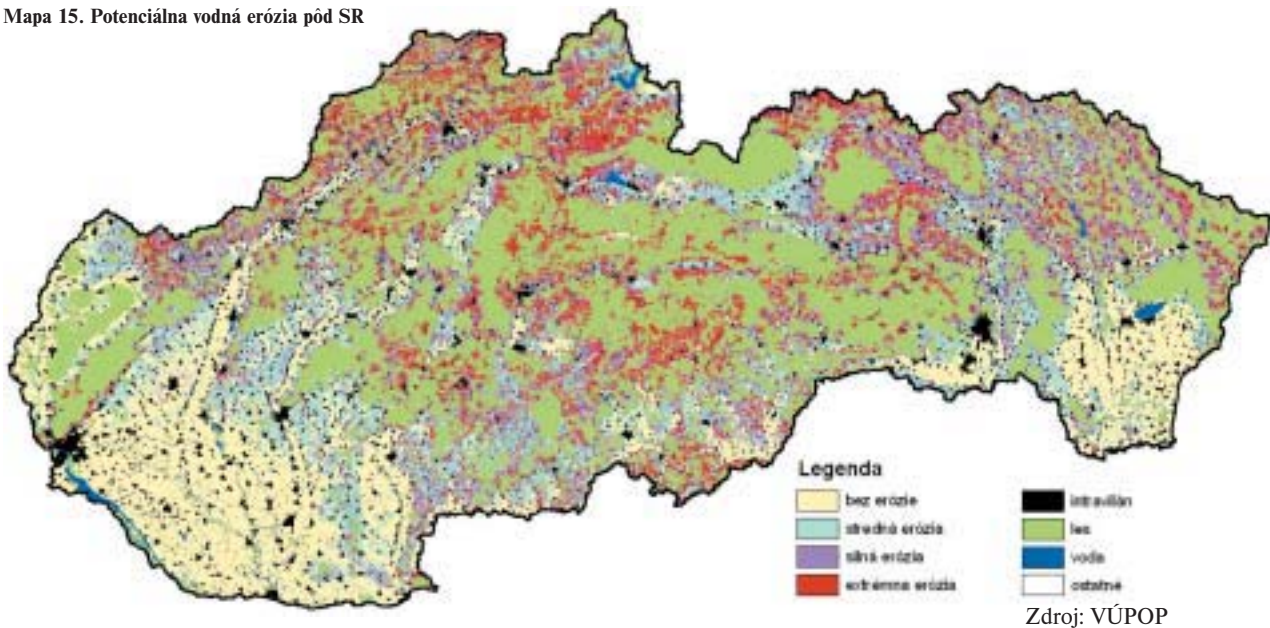 Mapa 15. Potenciálna vodná erózia pôd SR
Legenda
bez erózie
stredná erózia
silná erózia
extrémna erózia
intravilán
les
voda
ostatné
Zdroj: VÚPOP